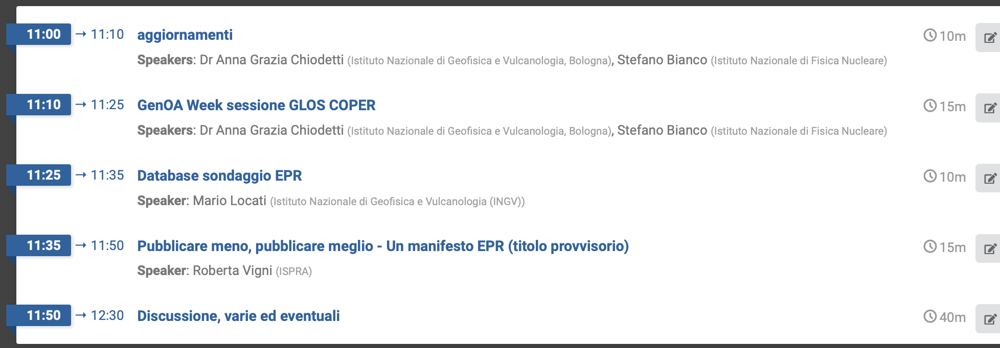 11:00 → 11:10 aggiornamenti 10m
Speakers: Dr Anna Grazia Chiodetti (Istituto Nazionale di Geofisica e Vulcanologia, Bologna), Stefano Bianco (Istituto Nazionale di Fisica Nucleare)
11:10 → 11:25 GenOA Week sessione GLOS COPER 15m
Speakers: Dr Anna Grazia Chiodetti (Istituto Nazionale di Geofisica e Vulcanologia, Bologna), Stefano Bianco (Istituto Nazionale di Fisica Nucleare)
11:25 → 11:35 Database sondaggio EPR 10m
Speaker: Mario Locati (Istituto Nazionale di Geofisica e Vulcanologia (INGV))
11:35 → 11:50 Pubblicare meno, pubblicare meglio - Un manifesto EPR (titolo provvisorio) 15m
Speaker: Roberta Vigni (ISPRA)
11:50 → 12:30 Discussione, varie ed eventuali 40m